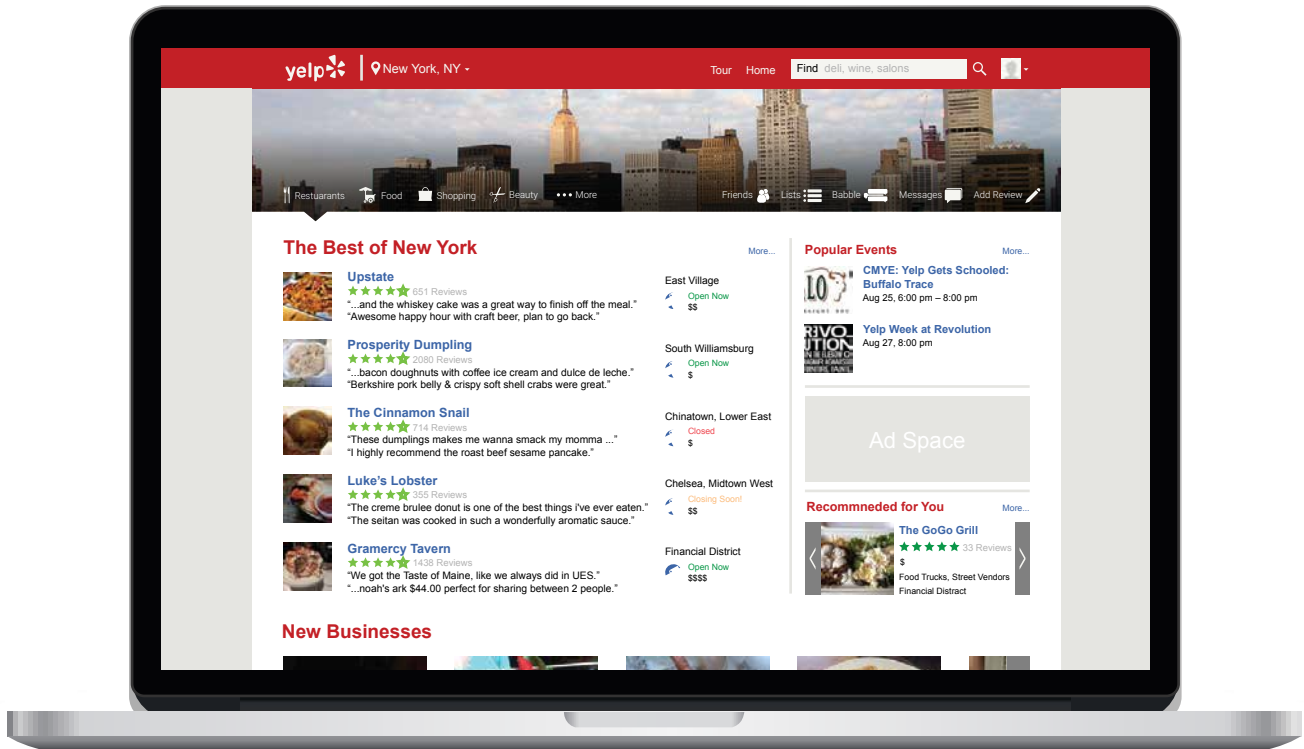 yelp New York, NY Tour Home Find deli, wine, salons
Restuarants Food Shopping Beauty More Friends Lists Babble Messages Add Review
The Best of New York More...
Upstate
651 Reviews
“...and the whiskey cake was a great way to finish off the meal.”
“Awesome happy hour with craft beer, plan to go back.”
East Village
Open Now
$$
Prosperity Dumpling
2080 Reviews
“...bacon doughnuts with coffee ice cream and dulce de leche.”
“Berkshire pork belly & crispy soft shell crabs were great.”
South Williamsburg
Open Now
$
The Cinnamon Snail
714 Reviews
“These dumplings makes me wanna smack my momma ...”
“I highly recommend the roast beef sesame pancake.”
Chinatown, Lower East
Closed
$
Luke’s Lobster
355 Reviews
“The creme brulee donut is one of the best things i've ever eaten.”
“The seitan was cooked in such a wonderfully aromatic sauce.”
Chelsea, Midtown West
Closing Soon!
$$
Gramercy Tavern
1438 Reviews
“We got the Taste of Maine, like we always did in UES.”
“...noah's ark $44.00 perfect for sharing between 2 people.”
Financial District
Open Now
$$$$
Popular Events More...
CMYE: Yelp Gets Schooled:
Buffalo Trace
Aug 25, 6:00 pm – 8:00 pm
Yelp Week at Revolution
Aug 27, 8:00 pm
Ad Space
Recommneded for You More...
The GoGo Grill
33 Reviews
$
Food Trucks, Street Vendors
Financial Distract
New Businesses